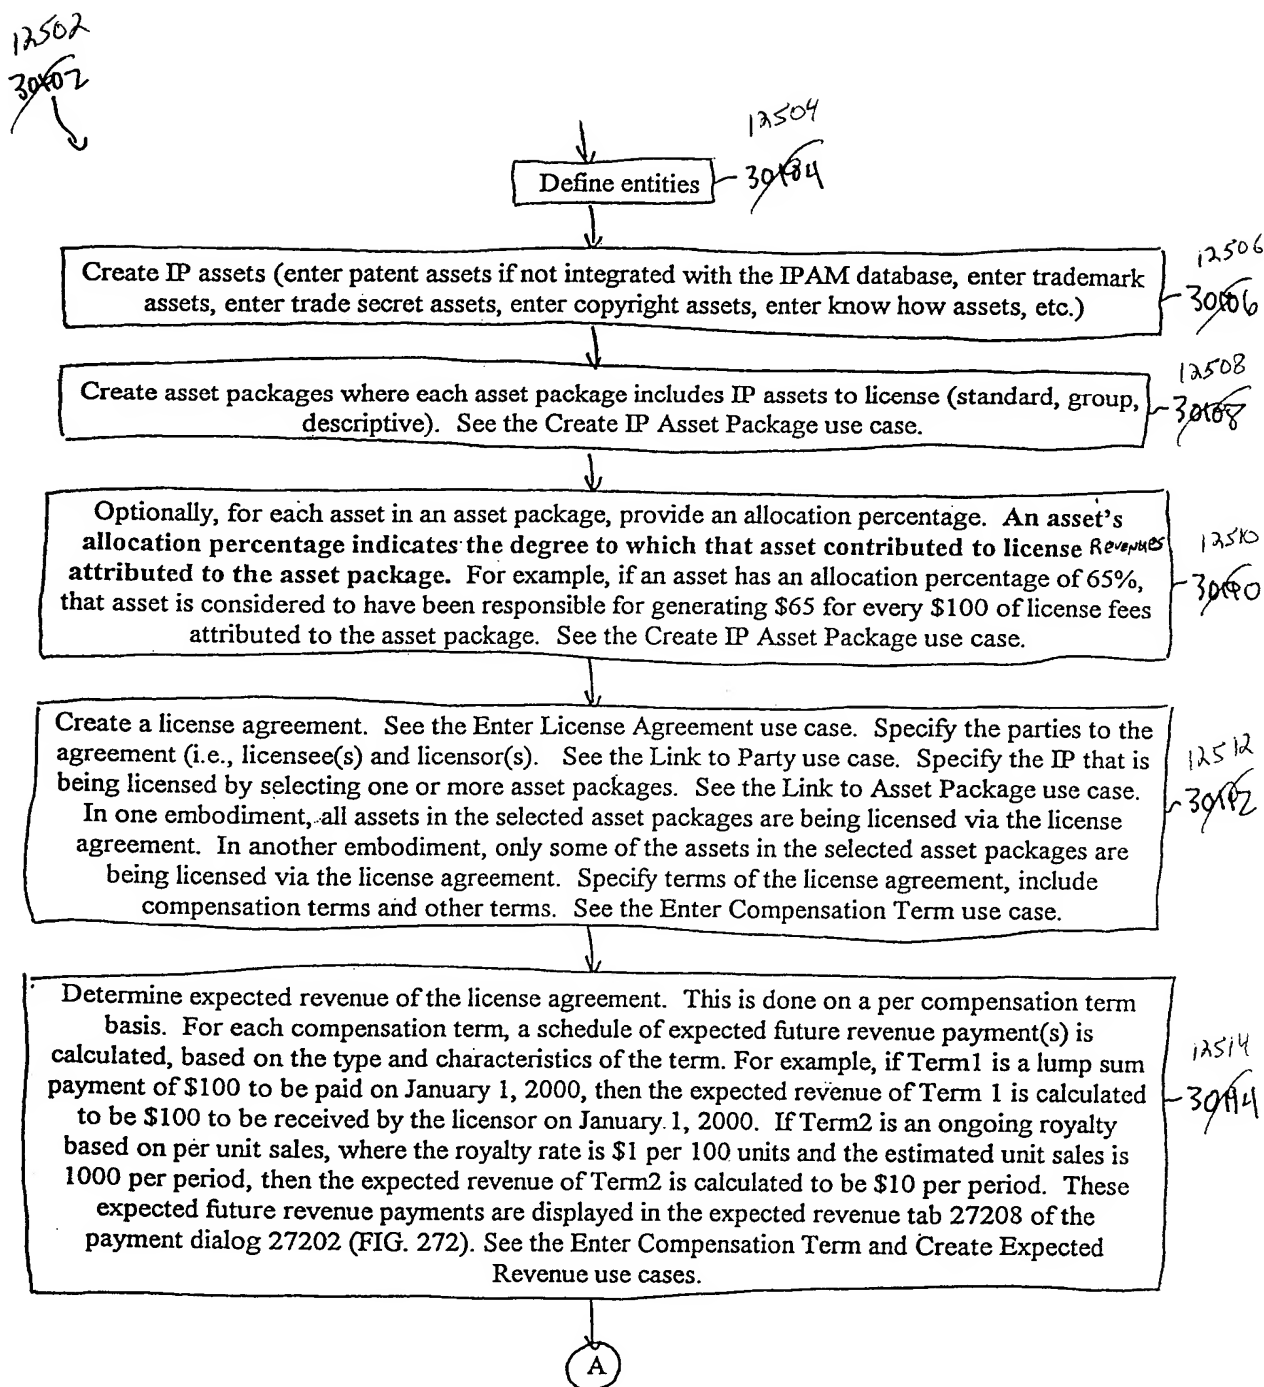 12502
30402
12504
Define entities
12506
Create IP assets (enter patent assets if not integrated with the IPAM database, enter trademark
assets, enter trade secret assets, enter copyright assets, enter know how assets, etc.)
12508
Create asset packages where each asset package includes IP assets to license (standard, group,
descriptive). See the Create IP Asset Package use case.
Optionally, for each asset in an asset package, provide an allocation percentage. An asset's
allocation percentage indicates the degree to which that asset contributed to license Revenues
attributed to the asset package. For example, if an asset has an allocation percentage of 65%,
that asset is considered to have been responsible for generating $65 for every $100 of license fees
attributed to the asset package. See the Create IP Asset Package use case.
12510
Create a license agreement. See the Enter License Agreement use case. Specify the parties to the
agreement (i.e., licensee(s) and licensor(s). See the Link to Party use case. Specify the IP that is
being licensed by selecting one or more asset packages. See the Link to Asset Package use case.
In one embodiment, all assets in the selected asset packages are being licensed via the license
agreement. In another embodiment, only some of the assets in the selected asset packages are
being licensed via the license agreement. Specify terms of the license agreement, include
compensation terms and other terms. See the Enter Compensation Term use case.
12512
Determine expected revenue of the license agreement. This is done on a per compensation term
basis. For each compensation term, a schedule of expected future revenue payment(s) is
calculated, based on the type and characteristics of the term. For example, if Term1 is a lump sum
payment of $100 to be paid on January 1, 2000, then the expected revenue of Term 1 is calculated
to be $100 to be received by the licensor on January 1, 2000. If Term2 is an ongoing royalty
based on per unit sales, where the royalty rate is $1 per 100 units and the estimated unit sales is
1000 per period, then the expected revenue of Term2 is calculated to be $10 per period. These
expected future revenue payments are displayed in the expected revenue tab 27208 of the
payment dialog 27202 (FIG. 272). See the Enter Compensation Term and Create Expected
Revenue use cases.
12514
A